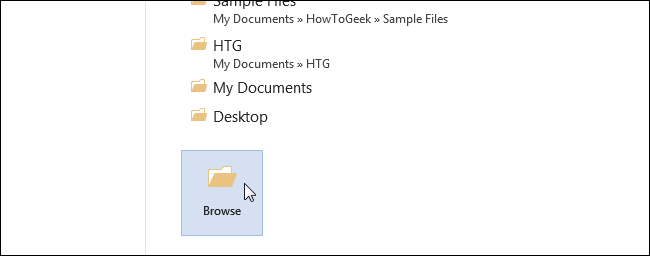 Sample Files
My Documents » HowToGeek » Sample Files
HTG
My Documents » HTG
My Documents
Desktop
Browse